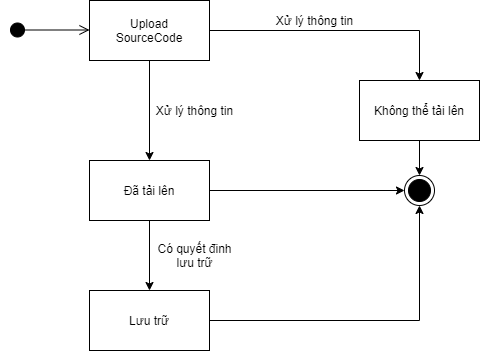 Upload
SourceCode
Xử lý thông tin
Xử lý thông tin
Không thể tải lên
Đã tải lên
Có quyết đinh
lưu trữ
Lưu trữ